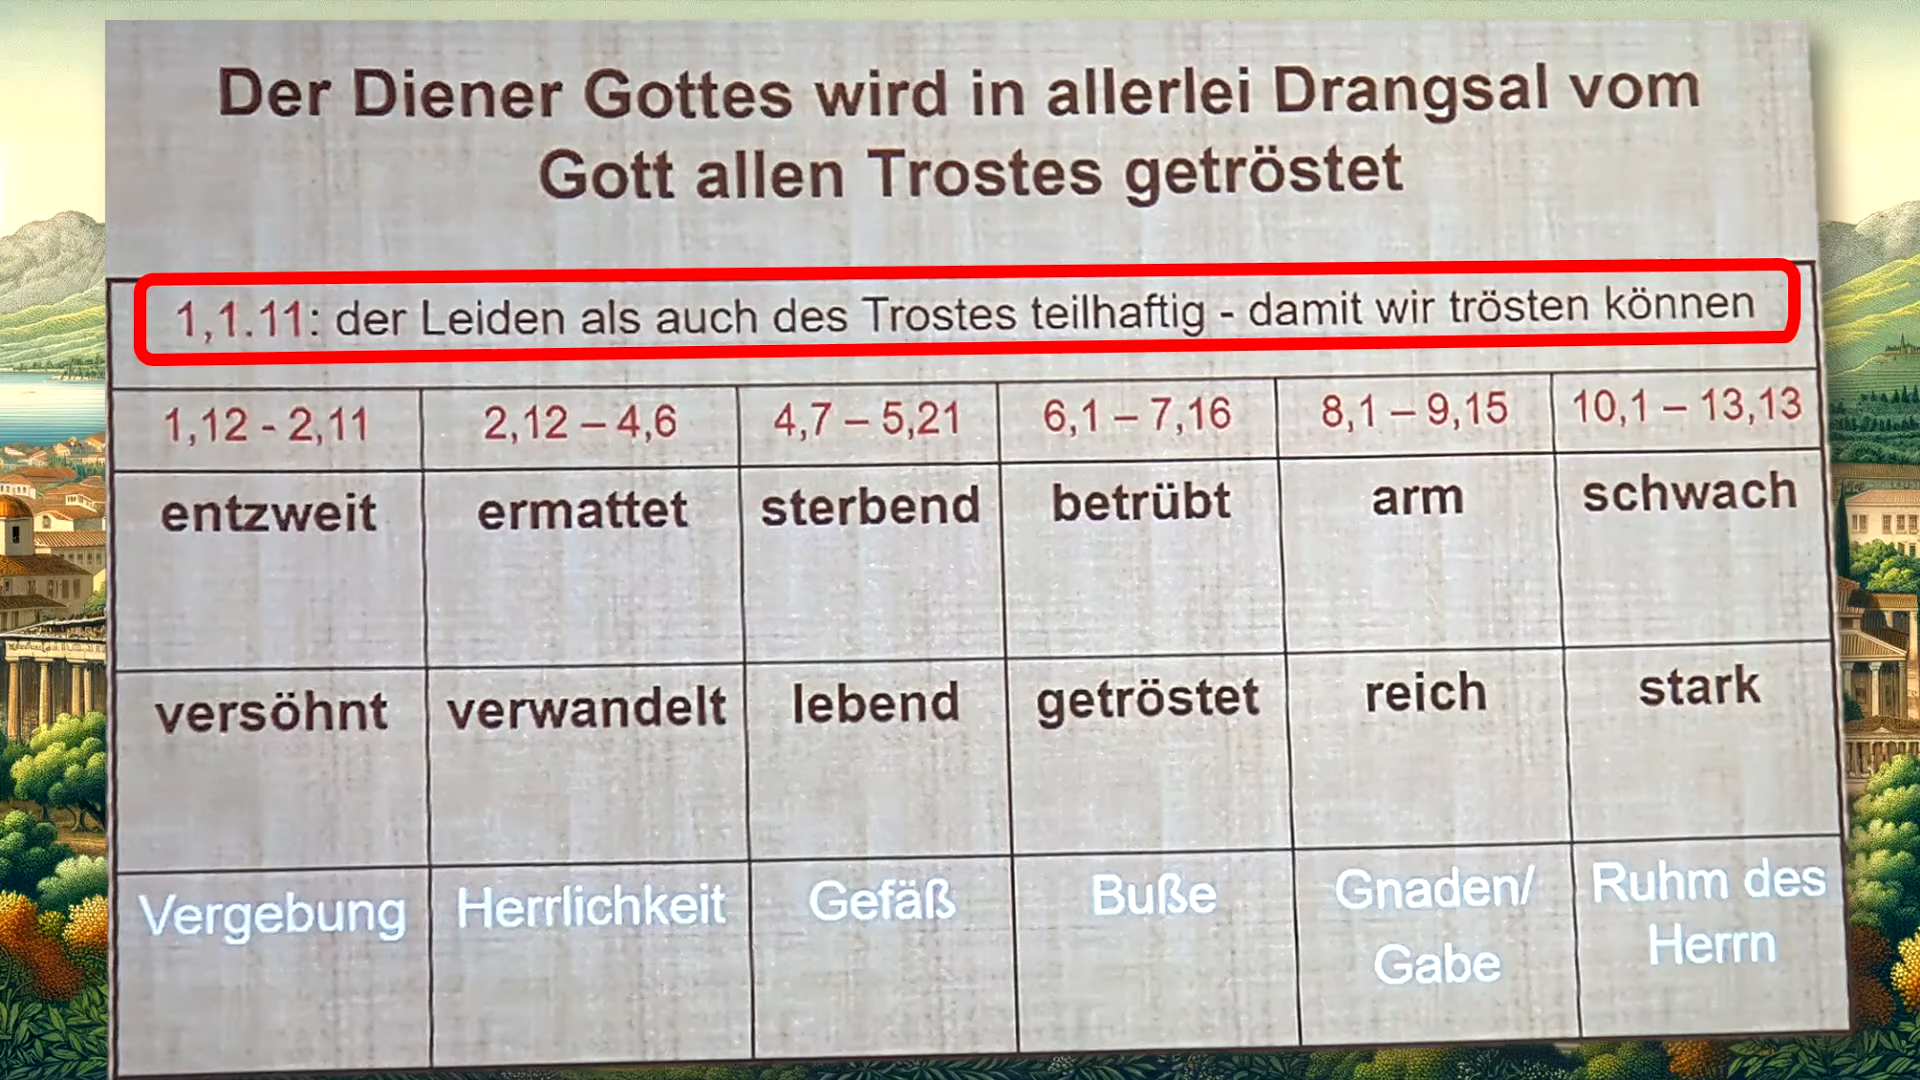 Der Diener Gottes wird in allerlei Drangsal vom
Gott allen Trostes getröstet
1,1.11: der Leiden als auch des Trostes teilhaftig - damit wir trösten können
1,12 - 2,11 2,12 – 4,6 4,7 – 5,21 6,1 – 7,16 8,1 – 9,15 10,1 – 13,13
entzweit ermattet sterbend betrübt arm schwach
versöhnt verwandelt lebend getröstet reich stark
Vergebung Herrlichkeit Gefäß Buße Gnaden/ Ruhm des
Gabe Herrn